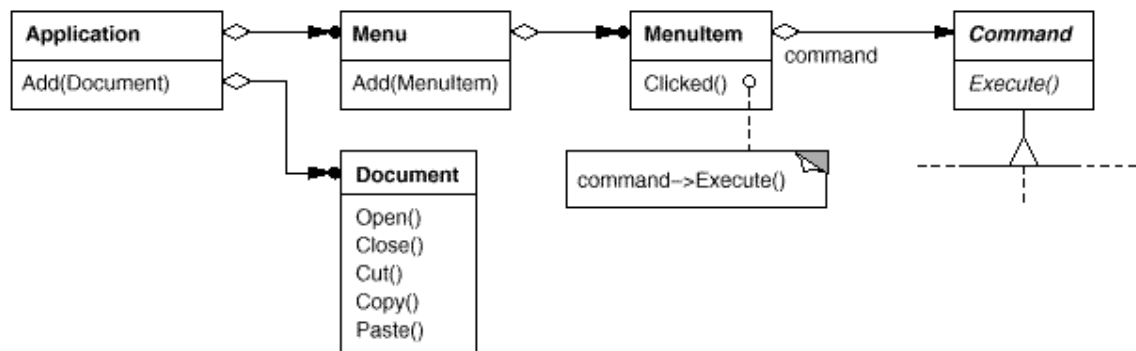 Application
Add(Document)
Menu
Add(MenuItem)
MenuItem
Clicked()
command
Command
Execute()
command->Execute()
Document
Open()
Close()
Cut()
Copy()
Paste()